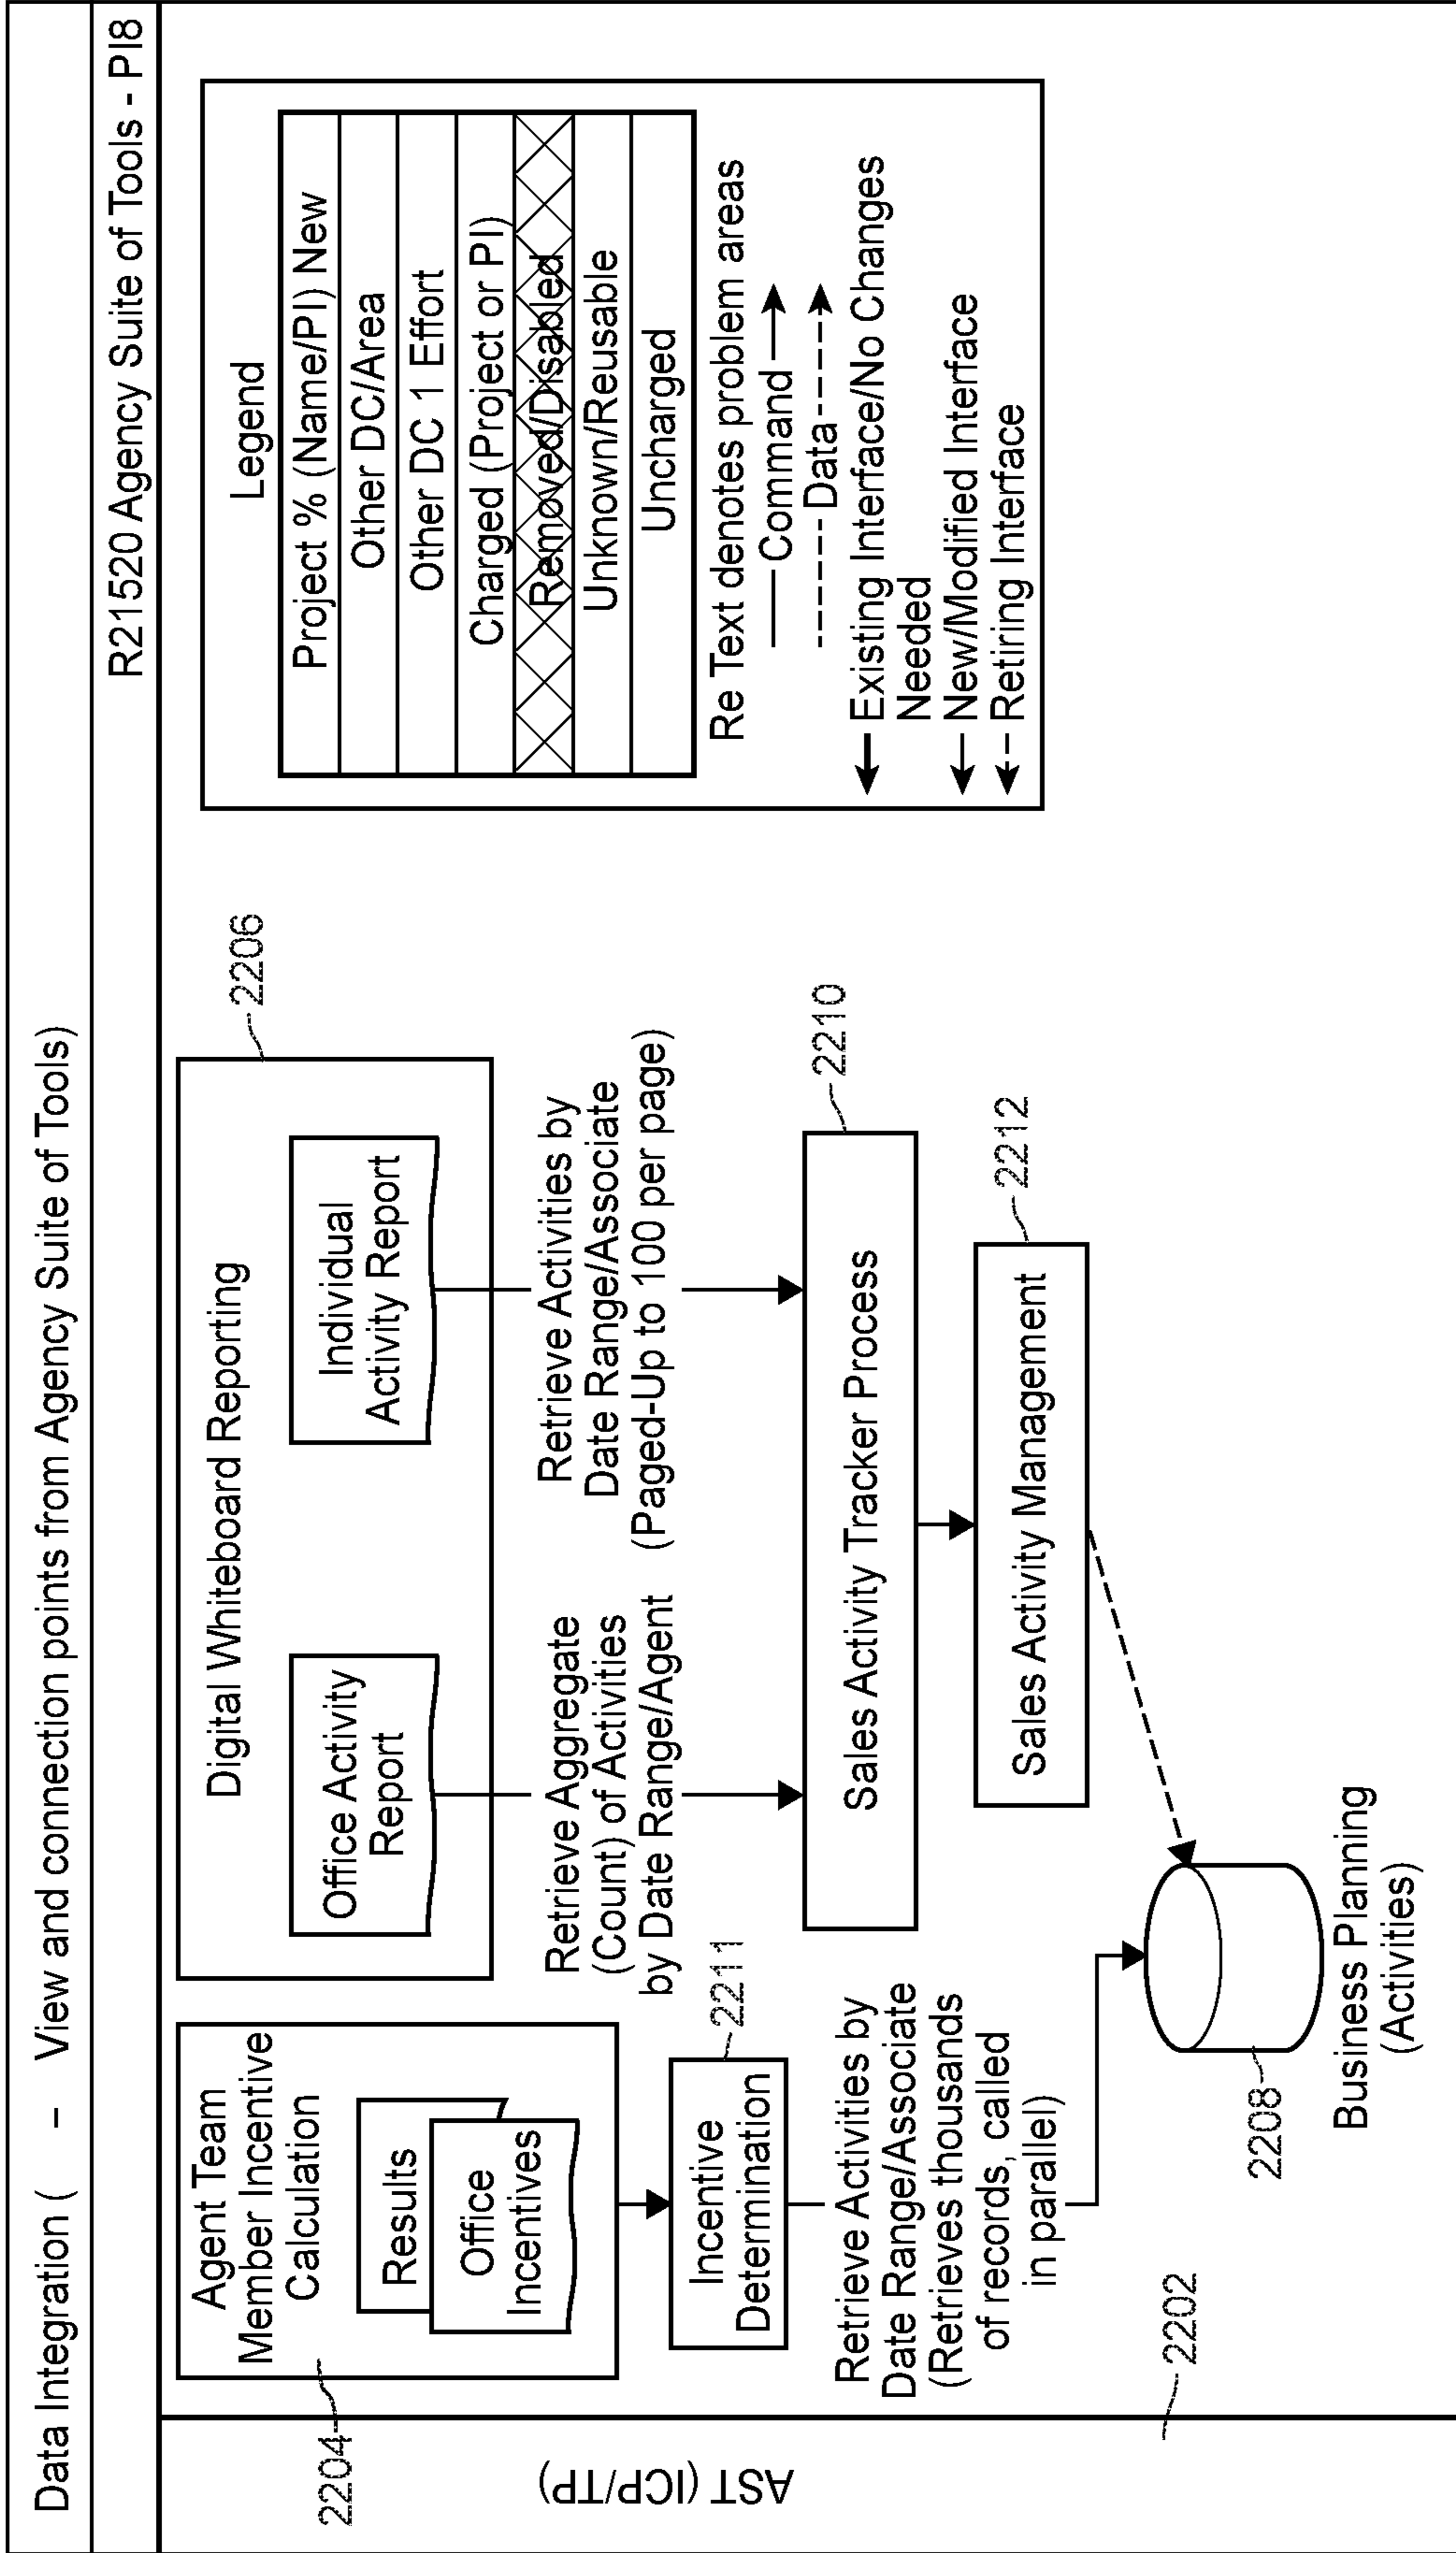 Data Integration ( – View and connection points from Agency Suite of Tools)
R21520 Agency Suite of Tools - PI8
AST (ICP/TP)
2204
Agent Team
Member Incentive
Calculation
Results
Office
Incentives
Incentive
Determination
2211
Retrieve Activities by
Date Range/Associate
(Retrieves thousands
of records, called
in parallel)
2202
Digital Whiteboard Reporting
2206
Office Activity
Report
Individual
Activity Report
Retrieve Aggregate
(Count) of Activities
by Date Range/Agent
Retrieve Activities by
Date Range/Associate
(Paged-Up to 100 per page)
Sales Activity Tracker Process
2210
Sales Activity Management
2212
2208
Business Planning
(Activities)
Legend
Project % (Name/PI) New
Other DC/Area
Other DC 1 Effort
Charged (Project or PI)
Removed/Disabled
Unknown/Reusable
Uncharged
Re Text denotes problem areas
Command
Data
Existing Interface/No Changes
Needed
New/Modified Interface
Retiring Interface